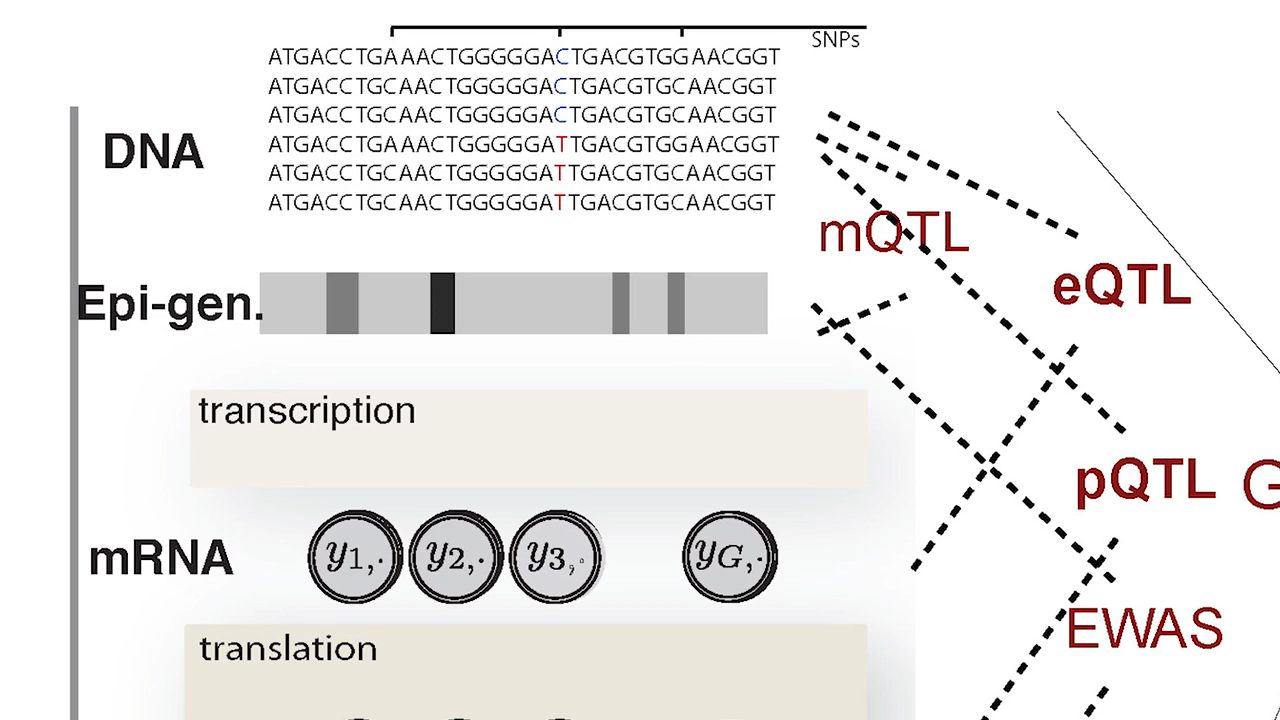 SNPs
ATGACCTGAAACTGGGGGACTGACGTGGAACGGT
ATGACCTGCAACTGGGGGACTGACGTGCAACGGT
ATGACCTGCAACTGGGGGACTGACGTGCAACGGT
DNA
ATGACCTGAAACTGGGGGATTGACGTGGAACGGT
ATGACCTGCAACTGGGGGATTGACGTGCAACGGT
ATGACCTGCAACTGGGGGATTGACGTGCAACGGT
mQTL
eQTL
Epi-gen.
transcription
pQTL G
mRNA
y1,· y2,· y3,· yG,·
EWAS
translation